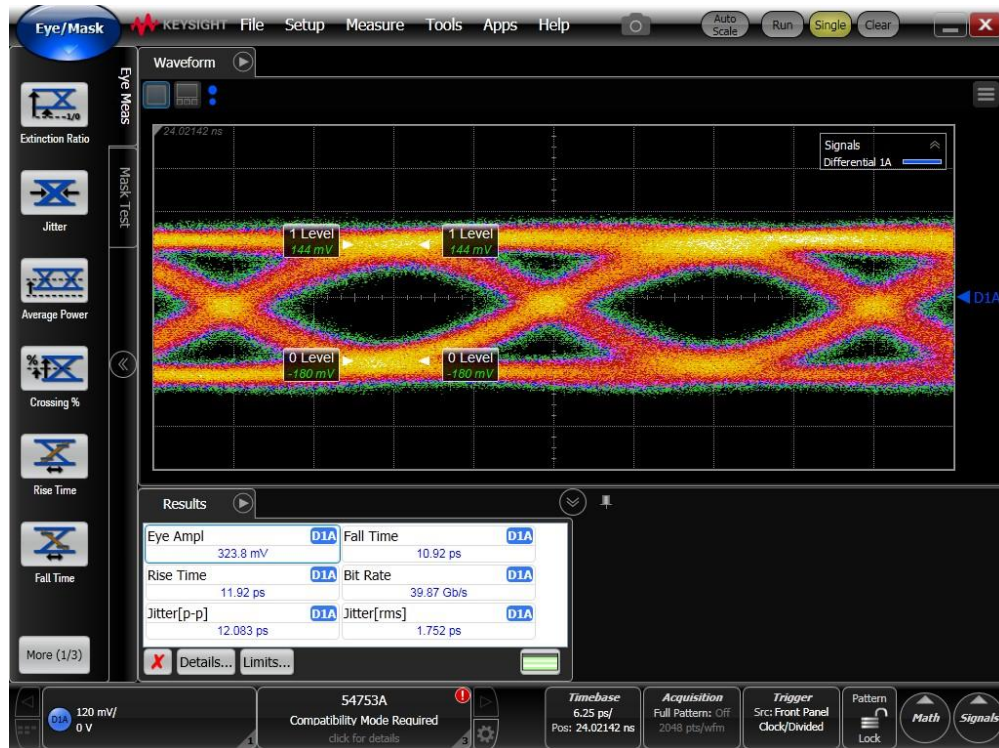 Eye/Mask
KEYSIGHT File Setup Measure Tools Apps Help
Auto Scale
Run
Single
Clear
X
Waveform
Eye Meas
Mask Test
1/0
Extinction Ratio
Jitter
Average Power
%
Crossing %
Rise Time
Fall Time
More (1/3)
24.02142 ns
Signals
Differential 1A
1 Level
144 mV
1 Level
144 mV
D1A
0 Level
-180 mV
0 Level
-180 mV
Results
Eye Ampl D1A Fall Time D1A
323.8 mV 10.92 ps
Rise Time D1A Bit Rate D1A
11.92 ps 39.87 Gb/s
Jitter[p-p] D1A Jitter[rms] D1A
12.083 ps 1.752 ps
X Details... Limits...
D1A
120 mV/
0 V
1
54753A
Compatibility Mode Required
click for details
!
3
Timebase
6.25 ps/
Pos: 24.02142 ns
Acquisition
Full Pattern: Off
2048 pts/wfm
Trigger
Src: Front Panel
Clock/Divided
Pattern
Lock
Math
Signals